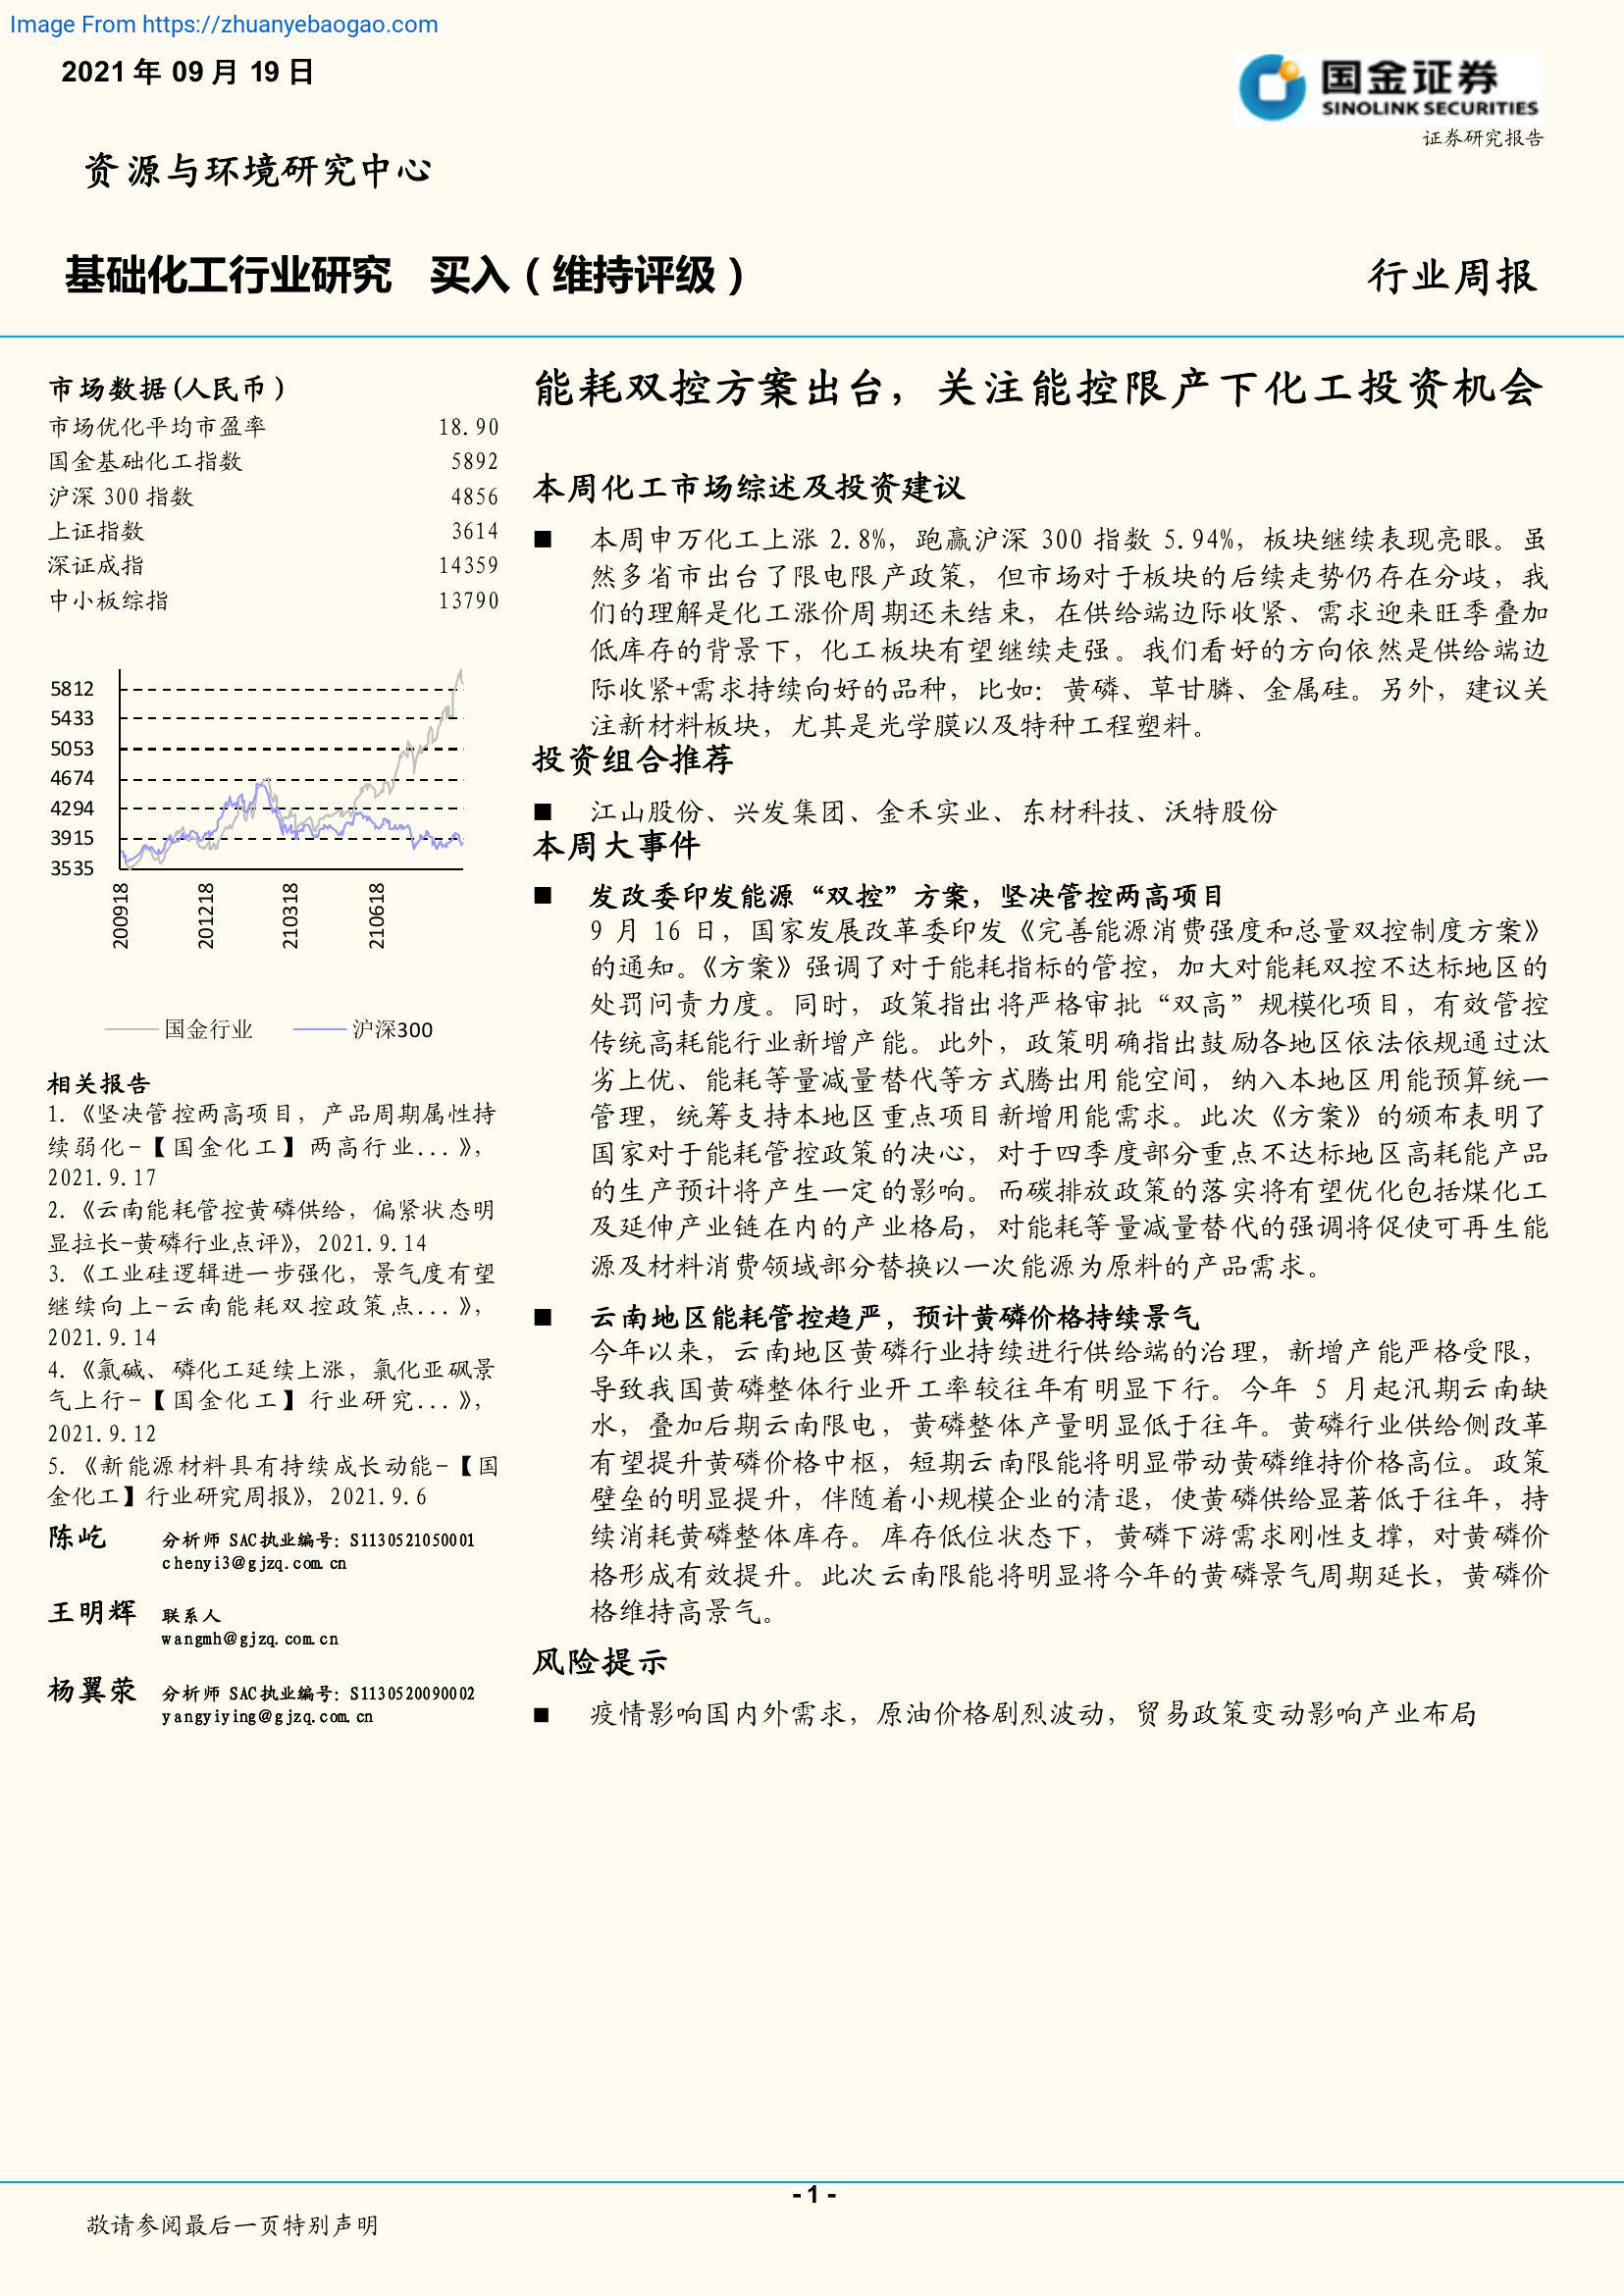 Image From https://zhuanyebaogao.com
2021 年 09 月 19 日
国金证券
SINOLINK SECURITIES
证券研究报告
资源与环境研究中心
基础化工行业研究 买入（维持评级）
行业周报
市场数据(人民币）
市场优化平均市盈率 18.90
国金基础化工指数 5892
沪深 300 指数 4856
上证指数 3614
深证成指 14359
中小板综指 13790
5812
5433
5053
4674
4294
3915
3535
200918
201218
210318
210618
国金行业 沪深300
相关报告
1.《坚决管控两高项目，产品周期属性持
续弱化-【国金化工】两高行业...》，
2021.9.17
2.《云南能耗管控黄磷供给，偏紧状态明
显拉长-黄磷行业点评》，2021.9.14
3.《工业硅逻辑进一步强化，景气度有望
继续向上-云南能耗双控政策点...》，
2021.9.14
4.《氯碱、磷化工延续上涨，氯化亚砜景
气上行-【国金化工】行业研究...》，
2021.9.12
5.《新能源材料具有持续成长动能-【国
金化工】行业研究周报》，2021.9.6
陈屹 分析师 SAC执业编号：S1130521050001
chenyi3@gjzq.com.cn
王明辉 联系人
wangmh@gjzq.com.cn
杨翼荥 分析师 SAC执业编号：S1130520090002
yangyiying@gjzq.com.cn
能耗双控方案出台，关注能控限产下化工投资机会
本周化工市场综述及投资建议
■ 本周申万化工上涨 2.8%，跑赢沪深 300 指数 5.94%，板块继续表现亮眼。虽
然多省市出台了限电限产政策，但市场对于板块的后续走势仍存在分歧，我
们的理解是化工涨价周期还未结束，在供给端边际收紧、需求迎来旺季叠加
低库存的背景下，化工板块有望继续走强。我们看好的方向依然是供给端边
际收紧+需求持续向好的品种，比如：黄磷、草甘膦、金属硅。另外，建议关
注新材料板块，尤其是光学膜以及特种工程塑料。
投资组合推荐
■ 江山股份、兴发集团、金禾实业、东材科技、沃特股份
本周大事件
■ 发改委印发能源“双控”方案，坚决管控两高项目
9 月 16 日，国家发展改革委印发《完善能源消费强度和总量双控制度方案》
的通知。《方案》强调了对于能耗指标的管控，加大对能耗双控不达标地区的
处罚问责力度。同时，政策指出将严格审批“双高”规模化项目，有效管控
传统高耗能行业新增产能。此外，政策明确指出鼓励各地区依法依规通过汰
劣上优、能耗等量减量替代等方式腾出用能空间，纳入本地区用能预算统一
管理，统筹支持本地区重点项目新增用能需求。此次《方案》的颁布表明了
国家对于能耗管控政策的决心，对于四季度部分重点不达标地区高耗能产品
的生产预计将产生一定的影响。而碳排放政策的落实将有望优化包括煤化工
及延伸产业链在内的产业格局，对能耗等量减量替代的强调将促使可再生能
源及材料消费领域部分替换以一次能源为原料的产品需求。
■ 云南地区能耗管控趋严，预计黄磷价格持续景气
今年以来，云南地区黄磷行业持续进行供给端的治理，新增产能严格受限，
导致我国黄磷整体行业开工率较往年有明显下行。今年 5 月起汛期云南缺
水，叠加后期云南限电，黄磷整体产量明显低于往年。黄磷行业供给侧改革
有望提升黄磷价格中枢，短期云南限能将明显带动黄磷维持价格高位。政策
壁垒的明显提升，伴随着小规模企业的清退，使黄磷供给显著低于往年，持
续消耗黄磷整体库存。库存低位状态下，黄磷下游需求刚性支撑，对黄磷价
格形成有效提升。此次云南限能将明显将今年的黄磷景气周期延长，黄磷价
格维持高景气。
风险提示
■ 疫情影响国内外需求，原油价格剧烈波动，贸易政策变动影响产业布局
- 1 -
敬请参阅最后一页特别声明